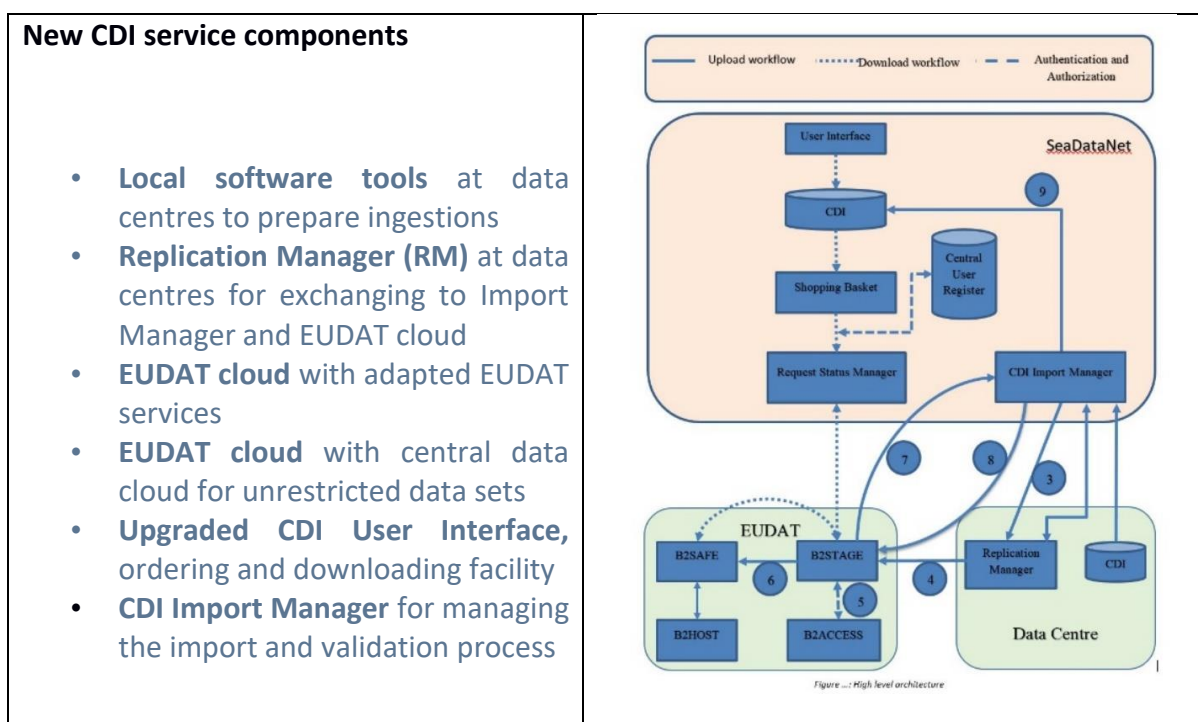 New CDI service components
• Local software tools at data
centres to prepare ingestions
• Replication Manager (RM) at data
centres for exchanging to Import
Manager and EUDAT cloud
• EUDAT cloud with adapted EUDAT
services
• EUDAT cloud with central data
cloud for unrestricted data sets
• Upgraded CDI User Interface,
ordering and downloading facility
• CDI Import Manager for managing
the import and validation process
Upload workflow
Download workflow
Authentication and
Authorization
SeaDataNet
User Interface
9
CDI
Central
User
Register
Shopping Basket
Request Status Manager
CDI Import Manager
7
8
3
EUDAT
B2SAFE
B2STAGE
Replication
Manager
CDI
6
4
5
B2HOST
B2ACCESS
Data Centre
Figure ...: High level architecture